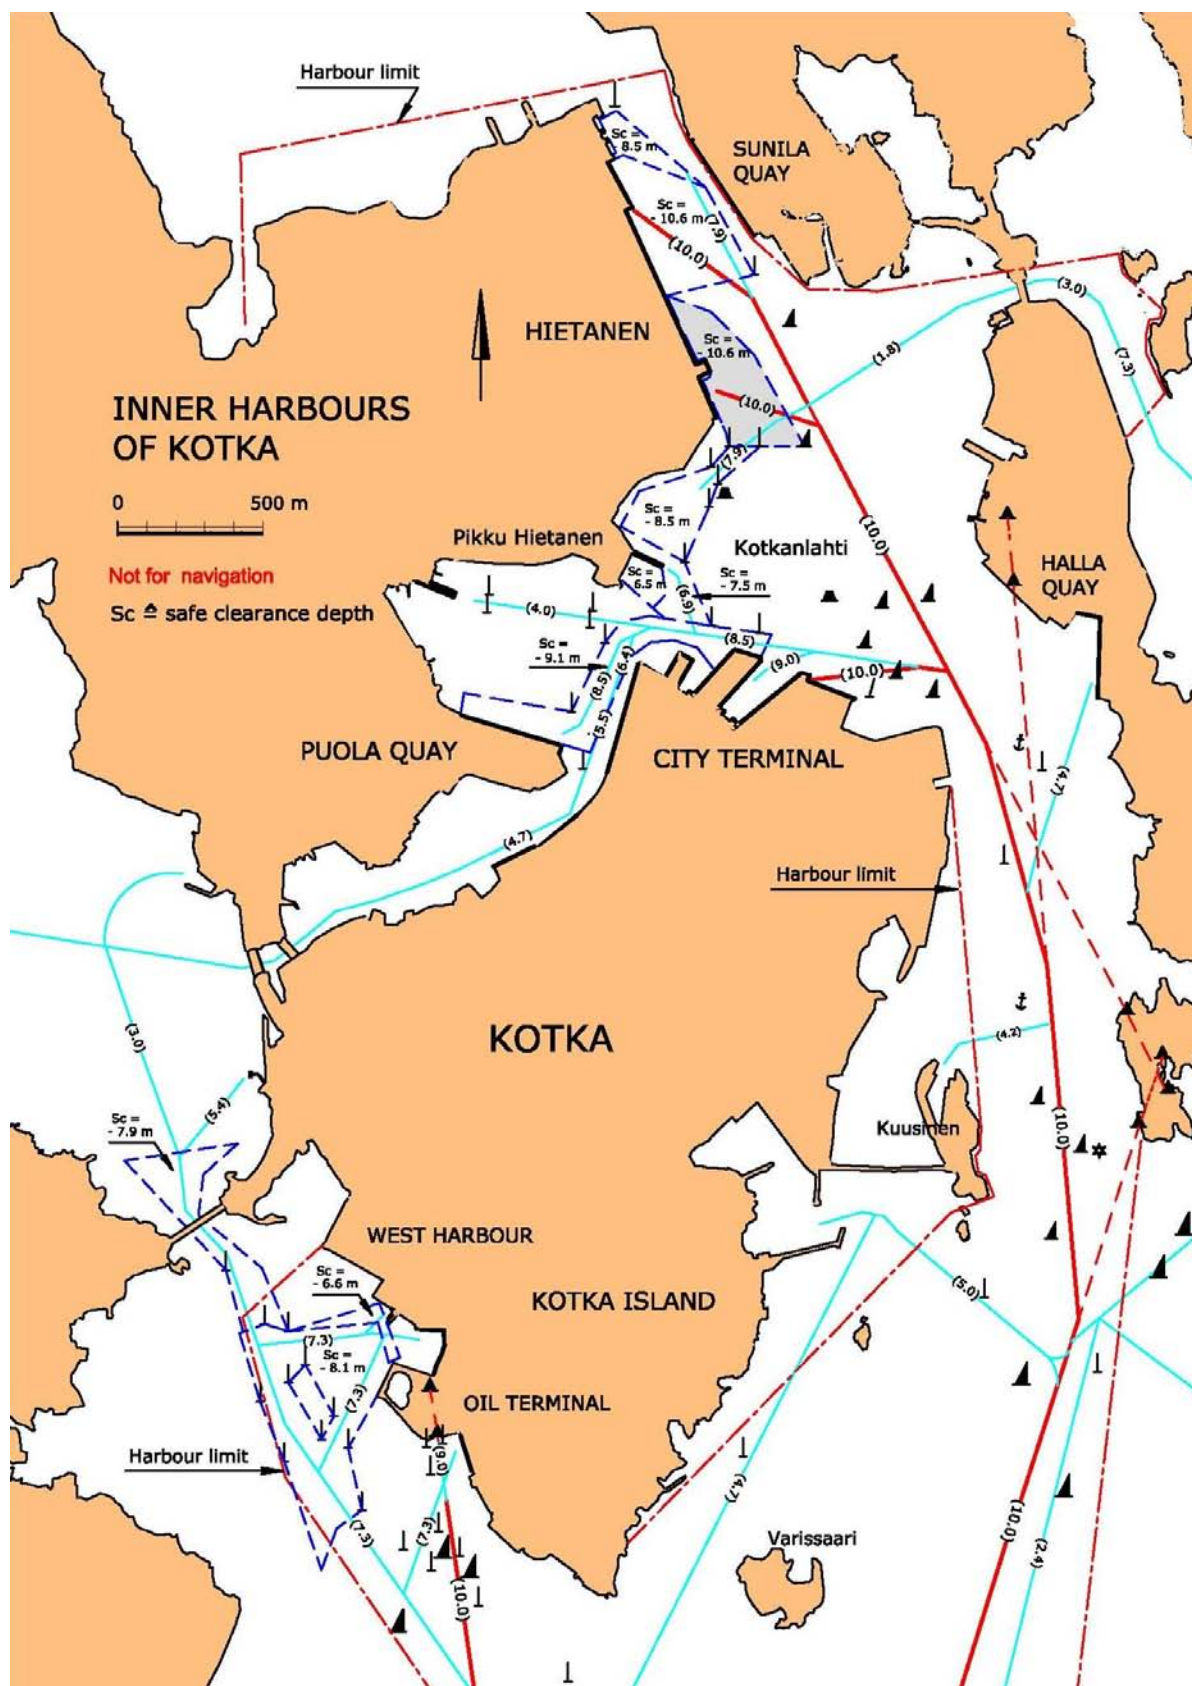 Harbour limit
Sc =
- 8.5 m
SUNILA
QUAY
Sc =
- 10.6 m
(7.9)
(10.0)
(3.0)
HIETANEN
Sc =
- 10.6 m
(1.8)
(7.3)
INNER HARBOURS
OF KOTKA
(10.0)
(7.9)
0 500 m
Sc =
- 8.5 m
(10.0)
Pikku Hietanen
Kotkanlahti
HALLA
QUAY
Not for navigation
Sc ≙ safe clearance depth
Sc =
6.5 m
Sc =
- 7.5 m
(6.9)
(4.0)
(8.5)
Sc =
- 9.1 m
(6.4)
(9.0)
(10.0)
(8.5)
(5.5)
PUOLA QUAY
CITY TERMINAL
(4.7)
(4.7)
Harbour limit
KOTKA
(3.0)
(4.2)
(5.4)
Sc =
- 7.9 m
Kuusinen
(10.0)
WEST HARBOUR
Sc =
- 6.6 m
KOTKA ISLAND
(5.0)
(7.3)
Sc =
- 8.1 m
(7.3)
OIL TERMINAL
Harbour limit
(9.0)
(4.7)
(7.3)
(7.3)
(10.0)
Varissaari
(10.0)
(2.4)